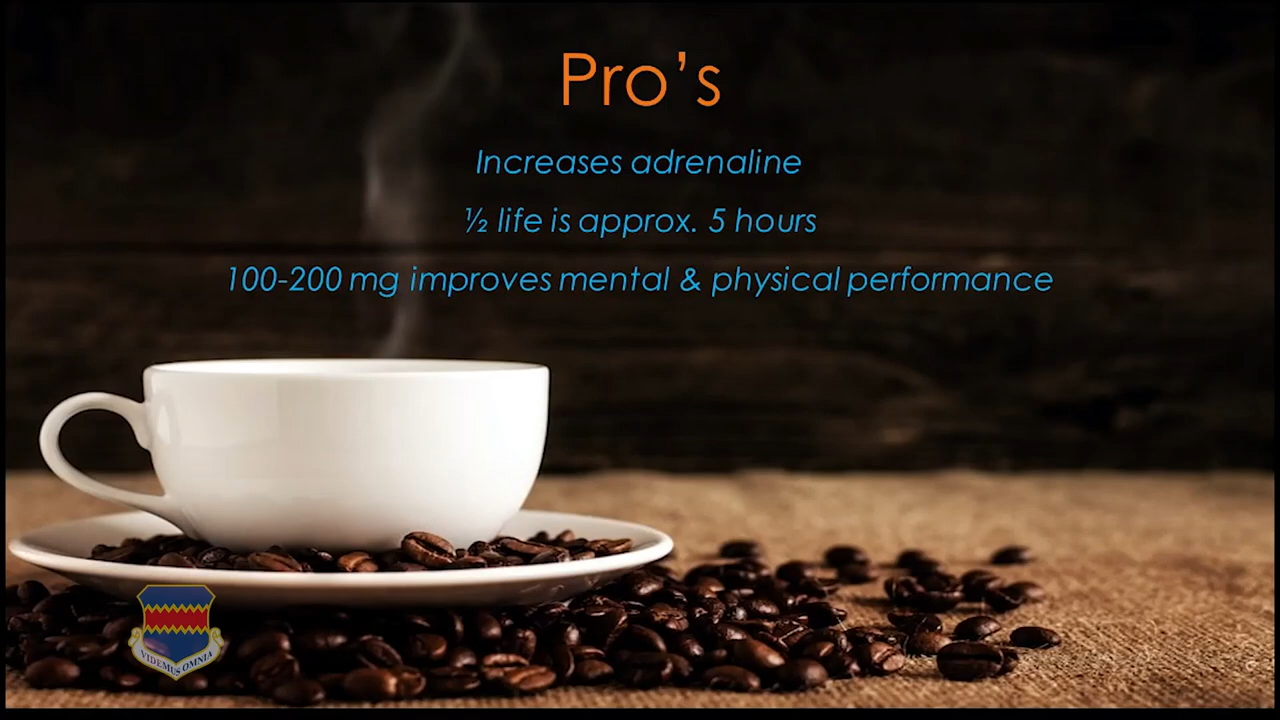 Pro’s
Increases adrenaline
½ life is approx. 5 hours
100-200 mg improves mental & physical performance
VIDEMUS OMNIA